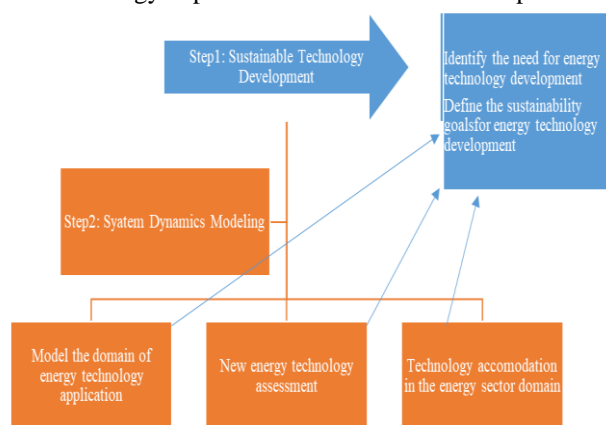 Step1: Sustainable Technology
Development
Identify the need for energy
technology development
Define the sustainability
goalsfor energy technology
development
Step2: Syatem Dynamics Modeling
Model the domain of
energy technology
application
New energy technology
assessment
Technology accomodation
in the energy sector domain